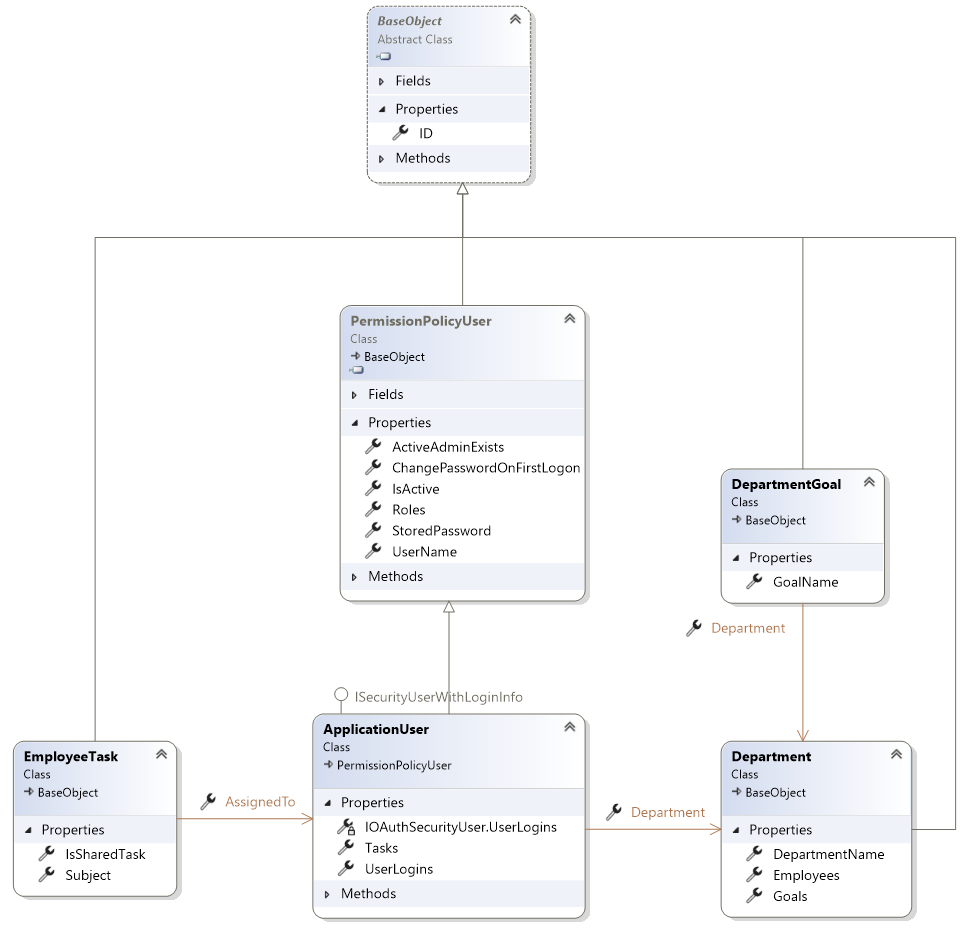 BaseObject
Abstract Class
Fields
Properties
ID
Methods
PermissionPolicyUser
Class
BaseObject
Fields
Properties
ActiveAdminExists
ChangePasswordOnFirstLogon
IsActive
Roles
StoredPassword
UserName
Methods
DepartmentGoal
Class
BaseObject
Properties
GoalName
Department
ISecurityUserWithLoginInfo
EmployeeTask
Class
BaseObject
Properties
IsSharedTask
Subject
AssignedTo
ApplicationUser
Class
PermissionPolicyUser
Properties
IOAuthSecurityUser.UserLogins
Tasks
UserLogins
Methods
Department
Department
Class
BaseObject
Properties
DepartmentName
Employees
Goals